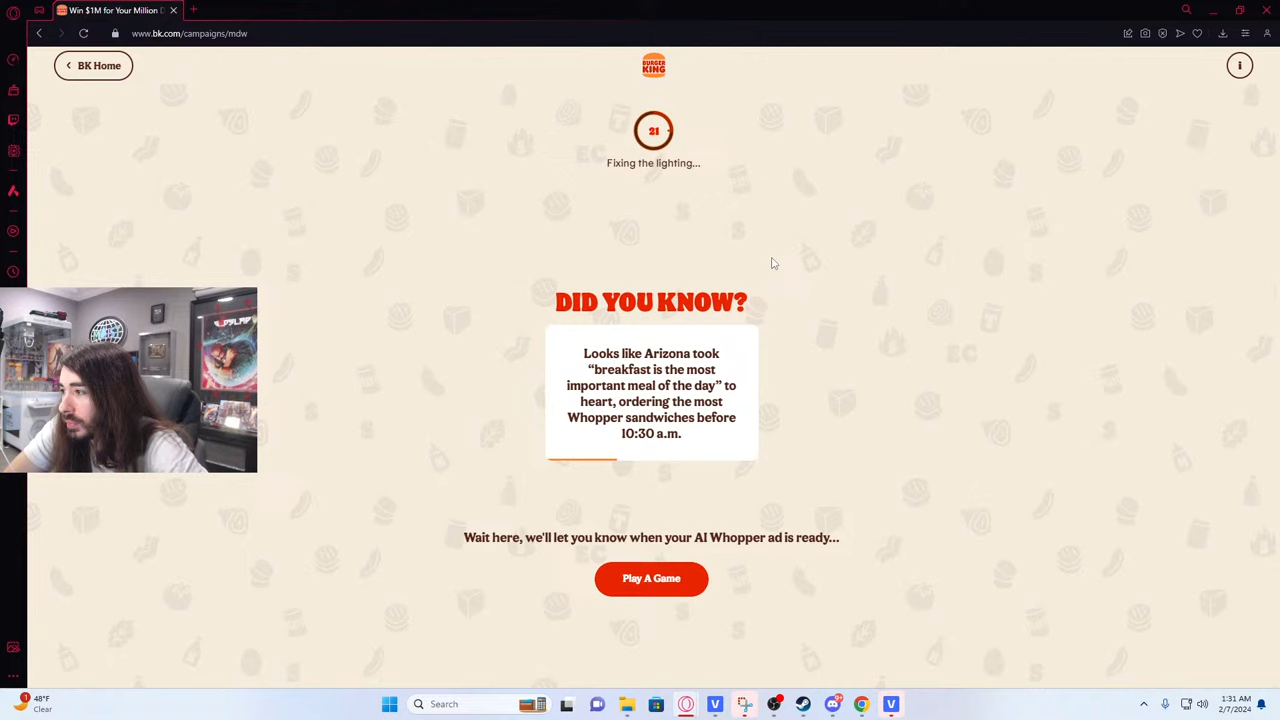 Win $1M for Your Million D
www.bk.com/campaigns/mdw
BK Home
BURGER
KING
i
21
Fixing the lighting...
DID YOU KNOW?
Looks like Arizona took
“breakfast is the most
important meal of the day” to
heart, ordering the most
Whopper sandwiches before
10:30 a.m.
Wait here, we'll let you know when your AI Whopper ad is ready...
Play A Game
1
48°F
Clear
Search
1:31 AM
2/7/2024